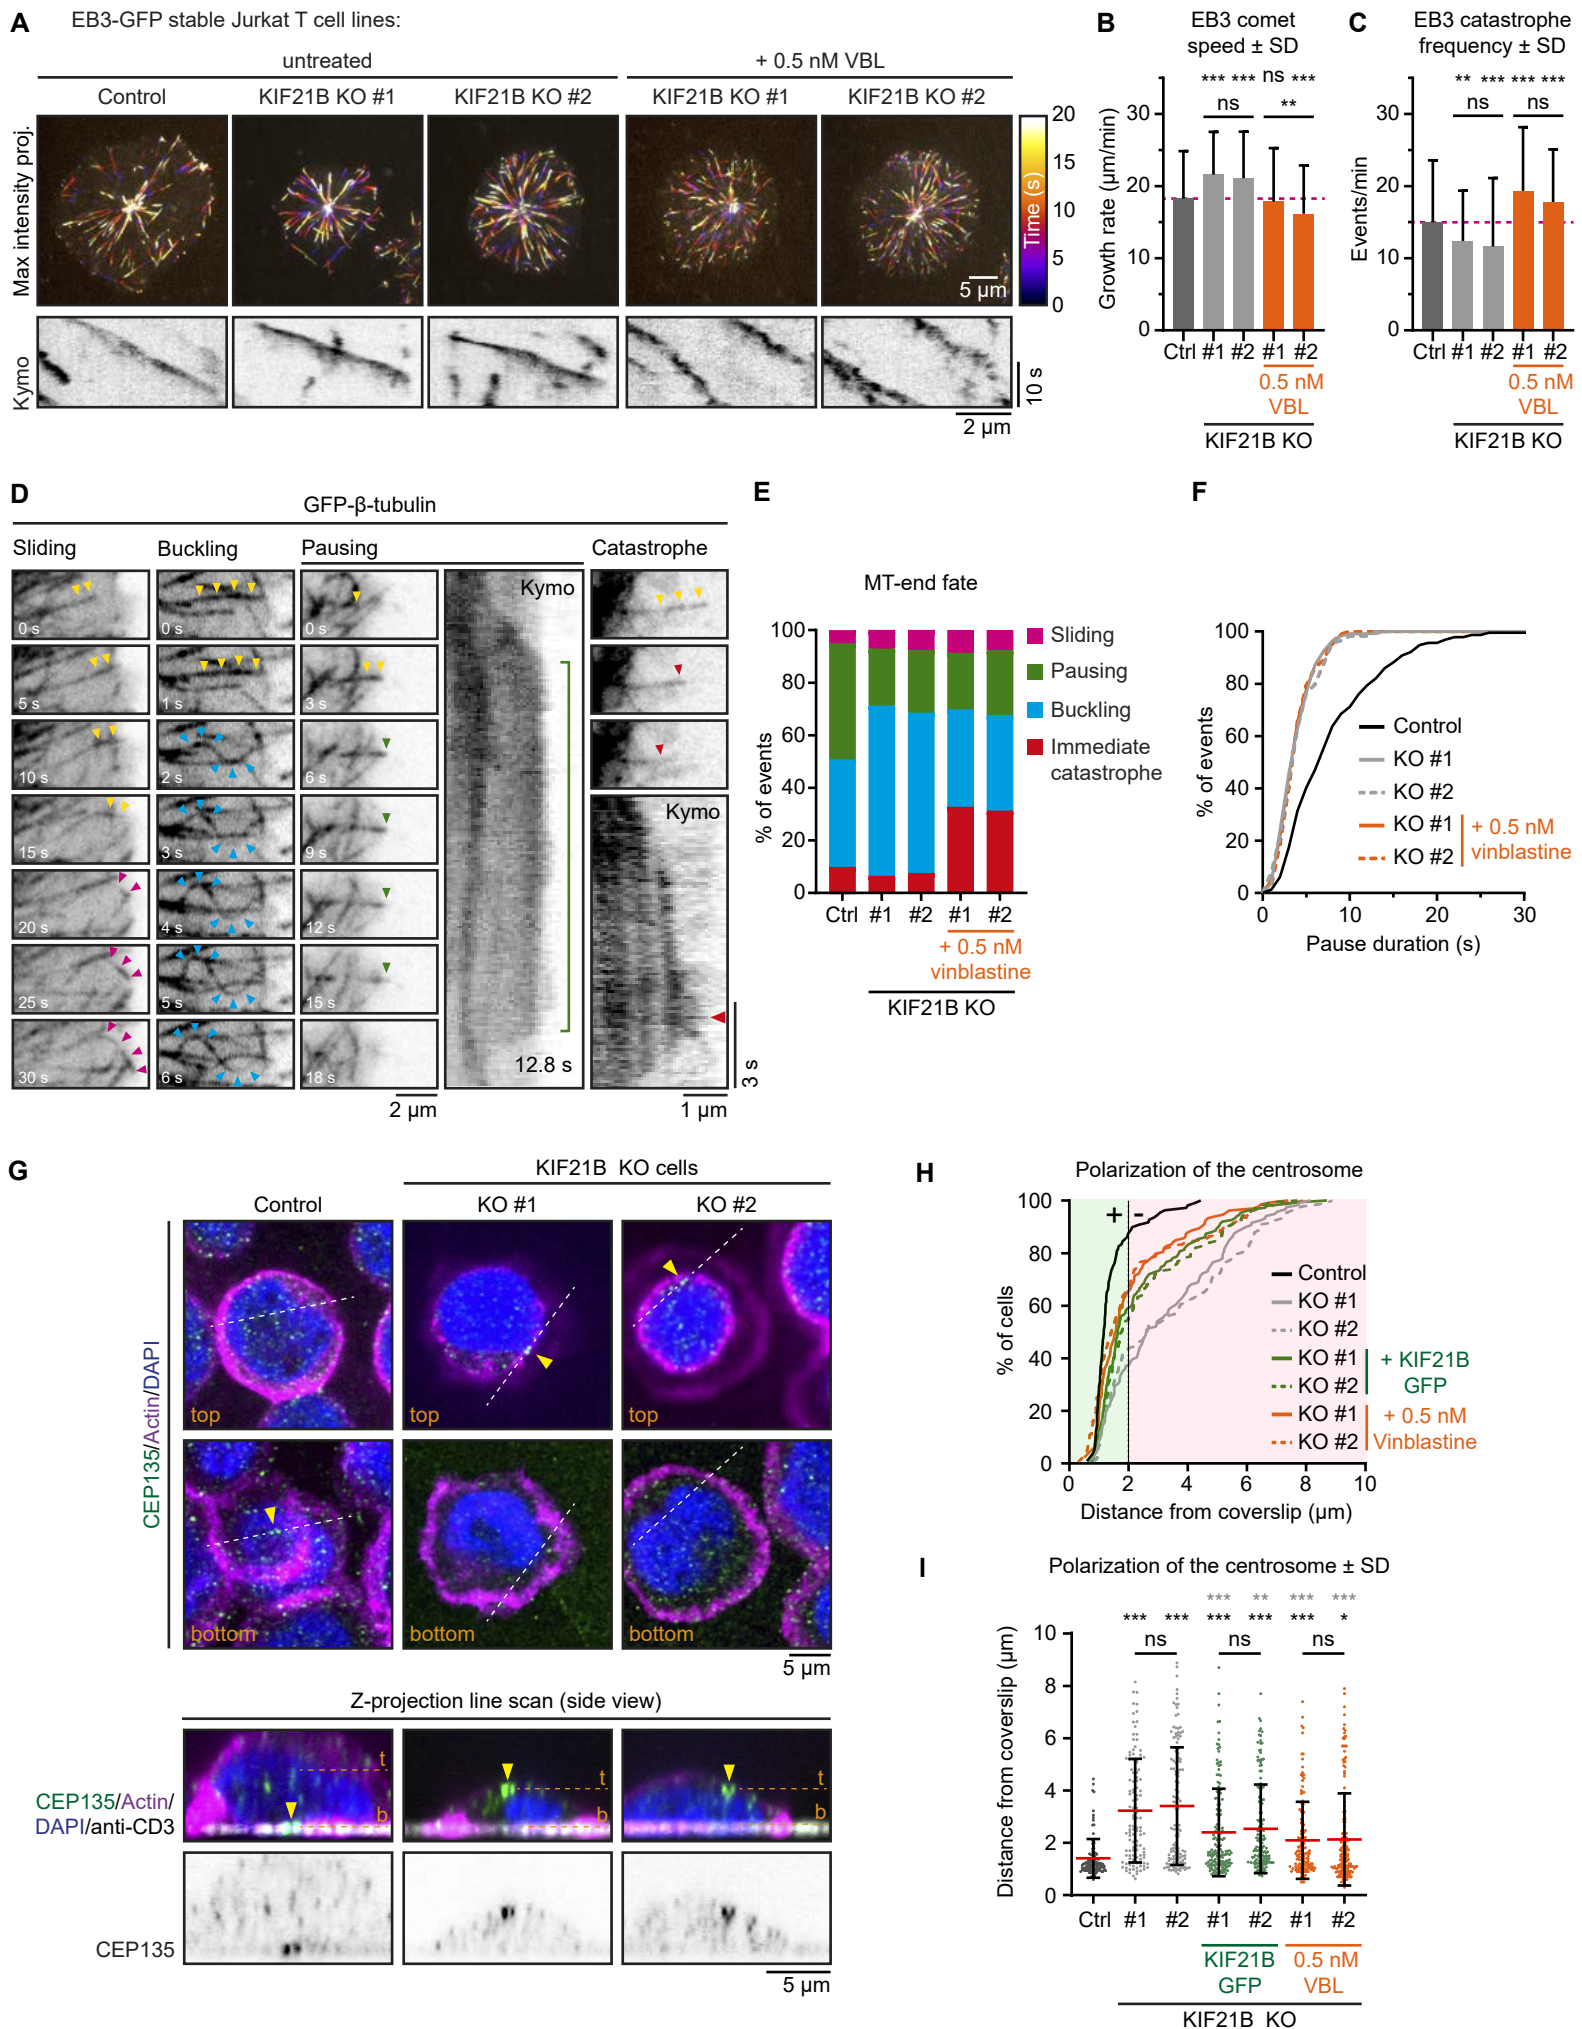 A
EB3-GFP stable Jurkat T cell lines:
untreated
+ 0.5 nM VBL
Control
KIF21B KO #1
KIF21B KO #2
KIF21B KO #1
KIF21B KO #2
Max intensity proj.
5 µm
Time (s)
20
15
10
5
0
Kymo
10 s
2 µm
B
EB3 comet
speed ± SD
*** *** ns ***
ns **
Growth rate (µm/min)
30
20
10
0
Ctrl #1 #2 #1 #2
0.5 nM
VBL
KIF21B KO
C
EB3 catastrophe
frequency ± SD
** *** *** ***
ns ns
Events/min
30
20
10
0
Ctrl #1 #2 #1 #2
0.5 nM
VBL
KIF21B KO
D
GFP-β-tubulin
Sliding
Buckling
Pausing
Catastrophe
0 s
5 s
10 s
15 s
20 s
25 s
30 s
0 s
1 s
2 s
3 s
4 s
5 s
6 s
0 s
3 s
6 s
9 s
12 s
15 s
18 s
Kymo
12.8 s
Kymo
3 s
2 µm
1 µm
E
MT-end fate
% of events
100
80
60
40
20
0
Sliding
Pausing
Buckling
Immediate
catastrophe
Ctrl #1 #2 #1 #2
+ 0.5 nM
vinblastine
KIF21B KO
F
% of events
100
80
60
40
20
0
Control
KO #1
KO #2
KO #1
KO #2
+ 0.5 nM
vinblastine
0 10 20 30
Pause duration (s)
G
KIF21B KO cells
Control
KO #1
KO #2
CEP135/Actin/DAPI
top
top
top
bottom
bottom
bottom
5 µm
Z-projection line scan (side view)
CEP135/Actin/
DAPI/anti-CD3
t
b
t
b
t
b
CEP135
5 µm
H
Polarization of the centrosome
% of cells
100
80
60
40
20
0
+ -
Control
KO #1
KO #2
KO #1
KO #2
+ KIF21B
GFP
KO #1
KO #2
+ 0.5 nM
Vinblastine
0 2 4 6 8 10
Distance from coverslip (µm)
I
Polarization of the centrosome ± SD
*** ** *** ***
*** *** *** *** *** *
ns ns ns
Distance from coverslip (µm)
10
8
6
4
2
0
Ctrl #1 #2 #1 #2 #1 #2
KIF21B
GFP
0.5 nM
VBL
KIF21B KO